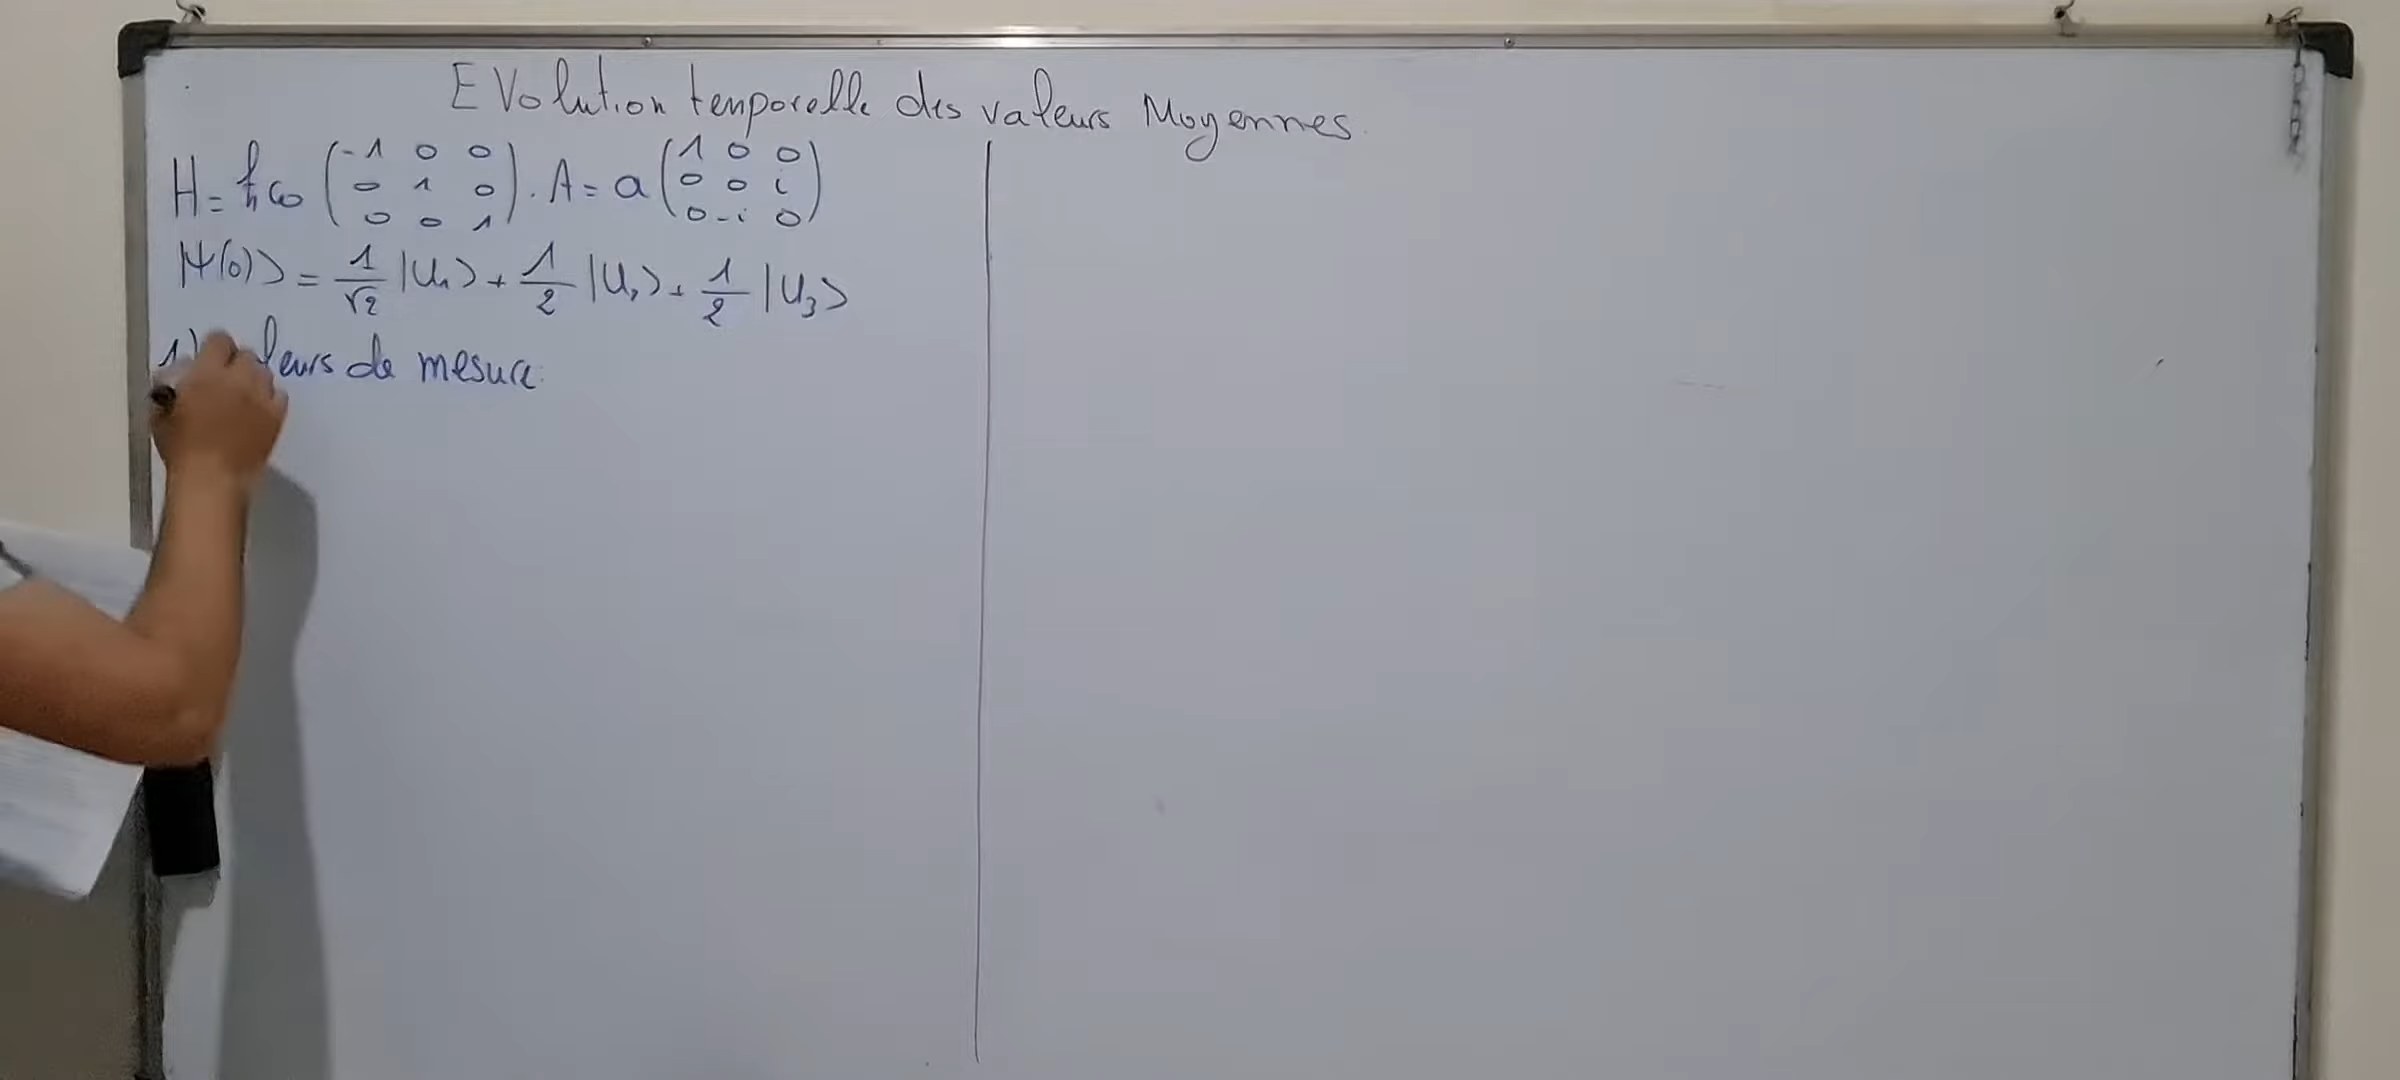 EVolution temporelle des valeurs Moyennes.
H = ħω (-1 0 0 / 0 1 0 / 0 0 1). A = a (1 0 0 / 0 0 i / 0 -i 0)
|Ψ(0)> = 1/√2 |U₁> + 1/2 |U₂> + 1/2 |U₃>
1) leurs de mesure: